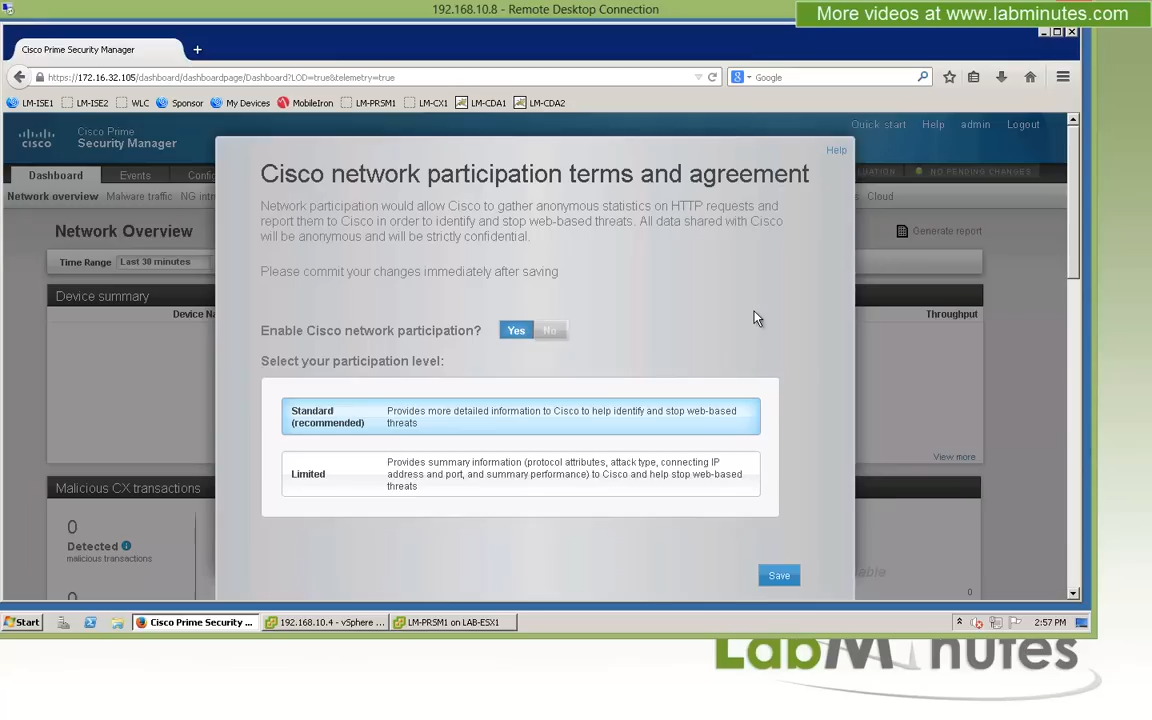 192.168.10.8 - Remote Desktop Connection
More videos at www.labminutes.com
Cisco Prime Security Manager
https://172.16.32.105/dashboard/dashboardpage/Dashboard?LOD=true&telemetry=true
Google
LM-ISE1 LM-ISE2 WLC Sponsor My Devices MobileIron LM-PRSM1 LM-CX1 LM-CDA1 LM-CDA2
Quick start Help admin Logout
CISCO
Cisco Prime
Security Manager
Help
Dashboard Events
NO PENDING CHANGES
Network overview Malware traffic
Cloud
Cisco network participation terms and agreement
Network participation would allow Cisco to gather anonymous statistics on HTTP requests and
report them to Cisco in order to identify and stop web-based threats. All data shared with Cisco
will be anonymous and will be strictly confidential.
Network Overview
Generate report
Time Range Last 30 minutes
Please commit your changes immediately after saving
Device summary
Throughput
Enable Cisco network participation? Yes No
Select your participation level:
Standard
(recommended)
Provides more detailed information to Cisco to help identify and stop web-based
threats
Limited
Provides summary information (protocol attributes, attack type, connecting IP
address and port, and summary performance) to Cisco and help stop web-based
threats
View more
Malicious CX transactions
0
Detected
malicious transactions
0
0
Save
Start Cisco Prime Security ... 192.168.10.4 - vSphere ... LM-PRSM1 on LAB-ESX1 2:57 PM
LabMinutes